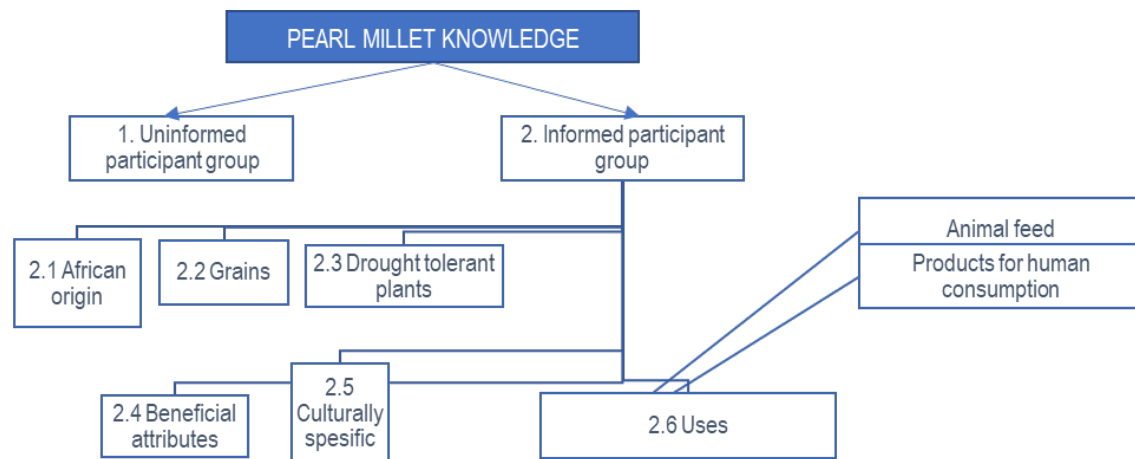 PEARL MILLET KNOWLEDGE
1. Uninformed
participant group
2. Informed participant
group
2.1 African
origin
2.2 Grains
2.3 Drought tolerant
plants
Animal feed
Products for human
consumption
2.4 Beneficial
attributes
2.5
Culturally
spesific
2.6 Uses